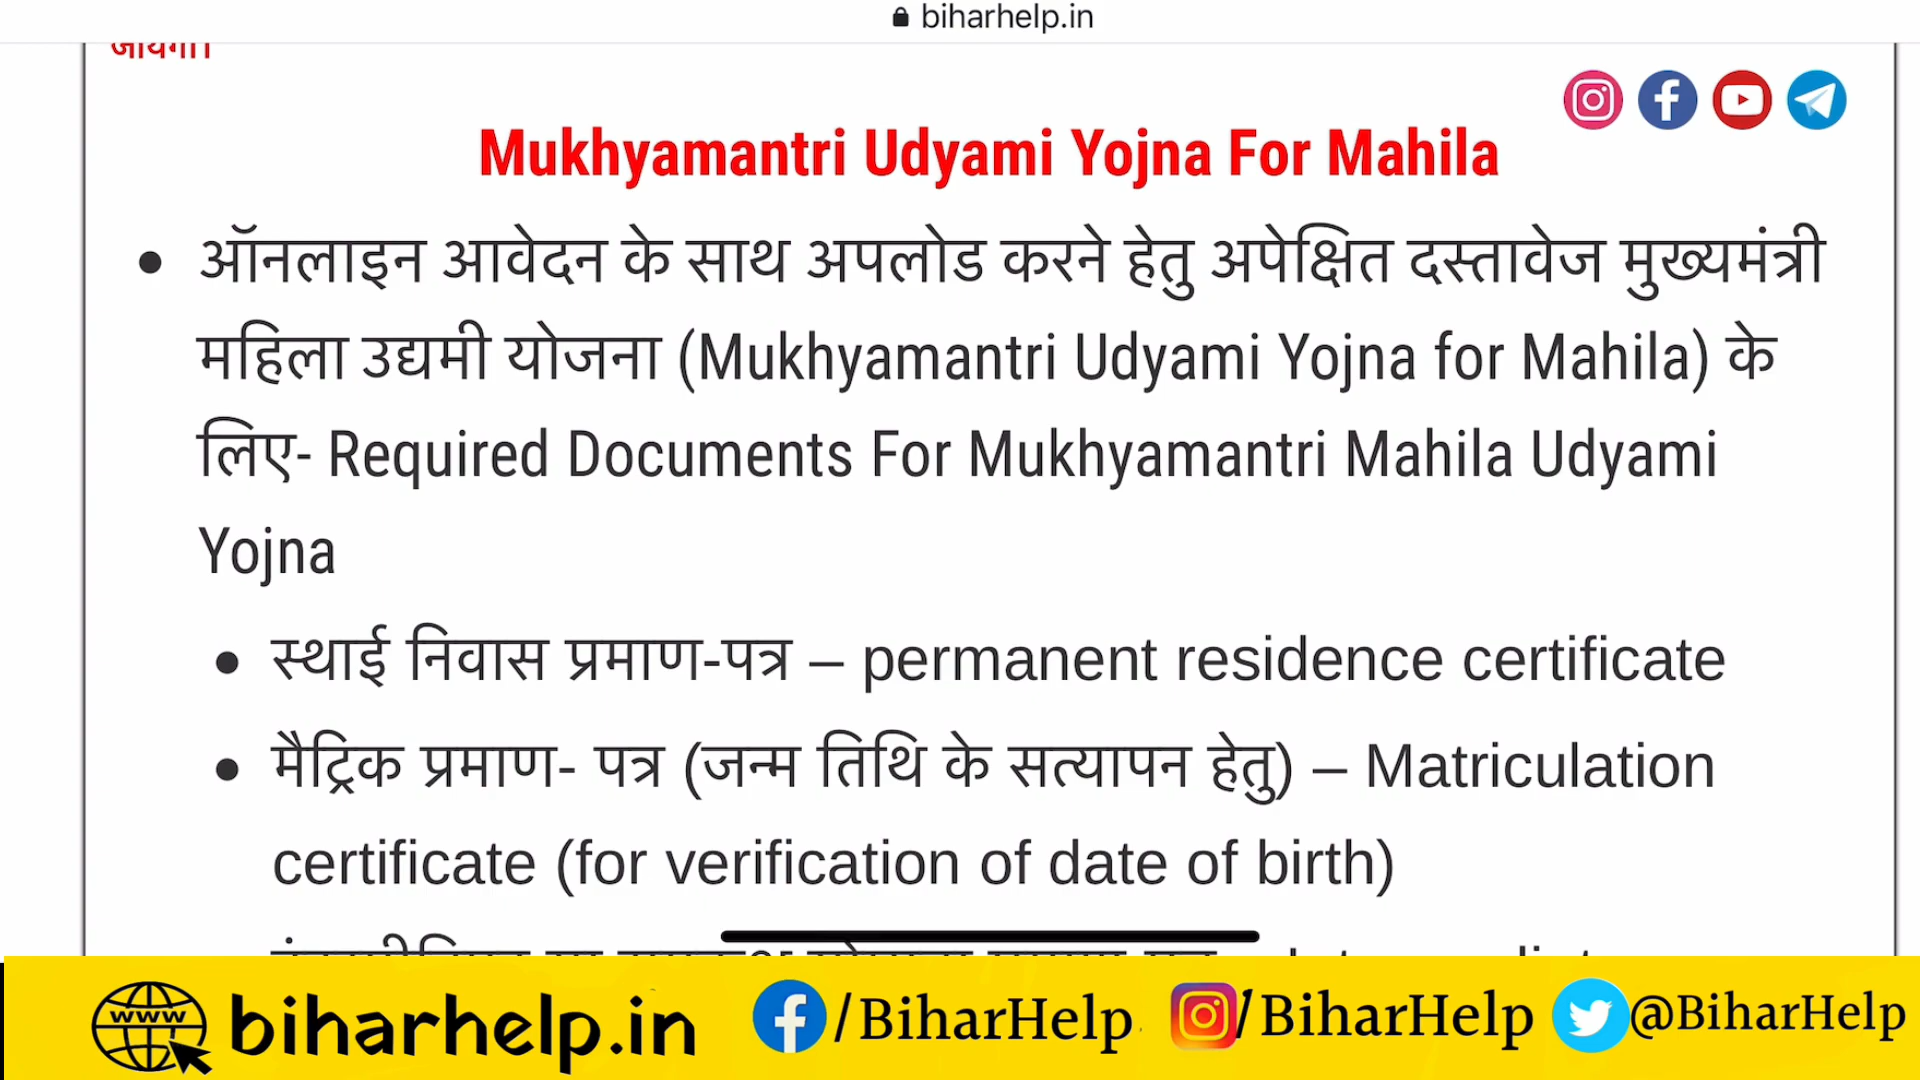 biharhelp.in
जायेगा।
Mukhyamantri Udyami Yojna For Mahila
ऑनलाइन आवेदन के साथ अपलोड करने हेतु अपेक्षित दस्तावेज मुख्यमंत्री
महिला उद्यमी योजना (Mukhyamantri Udyami Yojna for Mahila) के
लिए- Required Documents For Mukhyamantri Mahila Udyami
Yojna
स्थाई निवास प्रमाण-पत्र – permanent residence certificate
मैट्रिक प्रमाण- पत्र (जन्म तिथि के सत्यापन हेतु) – Matriculation
certificate (for verification of date of birth)
www biharhelp.in /BiharHelp /BiharHelp @BiharHelp